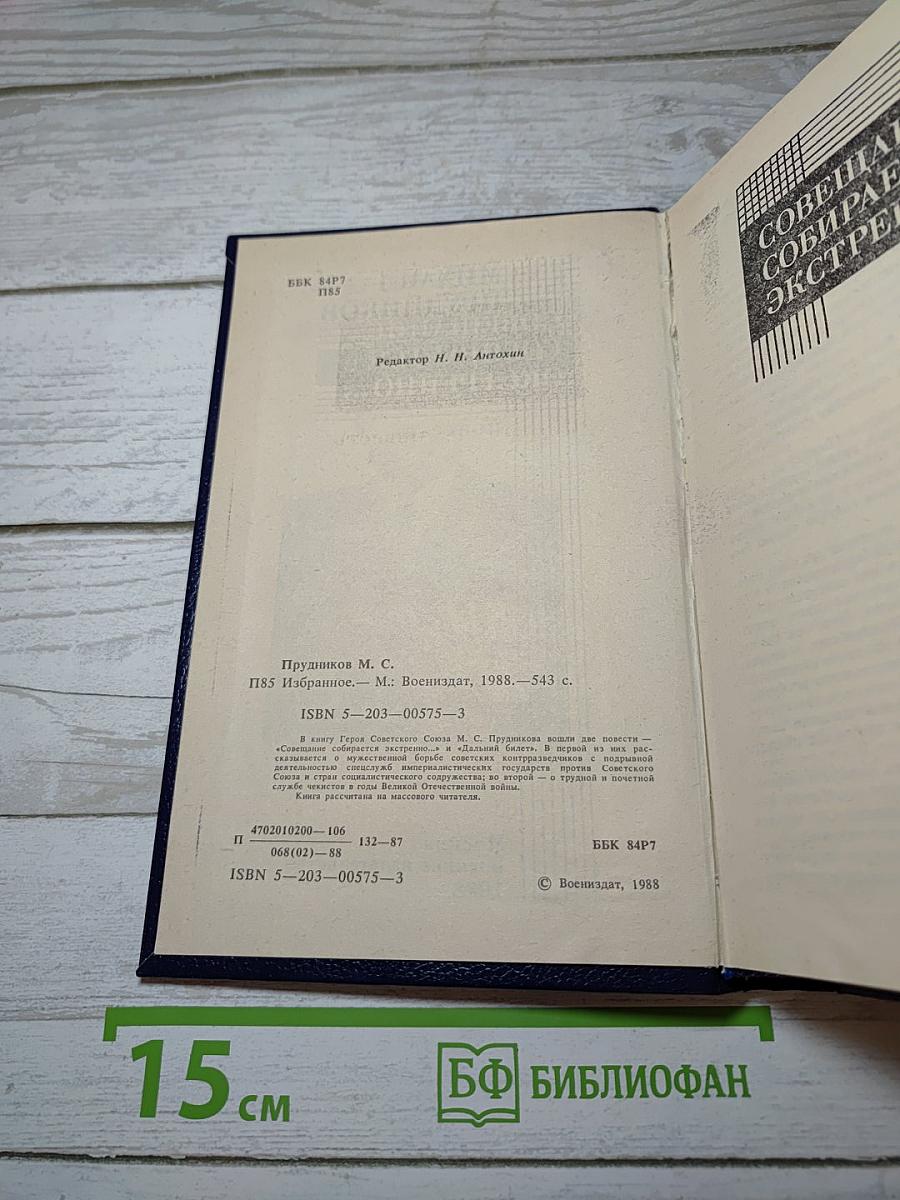 ББК 84Р7
П85
Редактор Н. Н. Антохин
Прудников М. С.
П85 Избранное.— М.: Воениздат, 1988.—543 с.
ISBN 5—203—00575—3
В книгу Героя Советского Союза М. С. Прудникова вошли две повести —
«Совещание собирается экстренно...» и «Дальний билет». В первой из них рас-
сказывается о мужественной борьбе советских контрразведчиков с подрывной
деятельностью спецслужб империалистических государств против Советского
Союза и стран социалистического содружества; во второй — о трудной и почетной
службе чекистов в годы Великой Отечественной войны.
Книга рассчитана на массового читателя.
П 4702010200—106 132—87
068(02)—88
ББК 84Р7
ISBN 5—203—00575—3
© Воениздат, 1988
СОВЕЩАН
СОБИРАЕ
ЭКСТРЕ
15 см
БФ БИБЛИОФАН